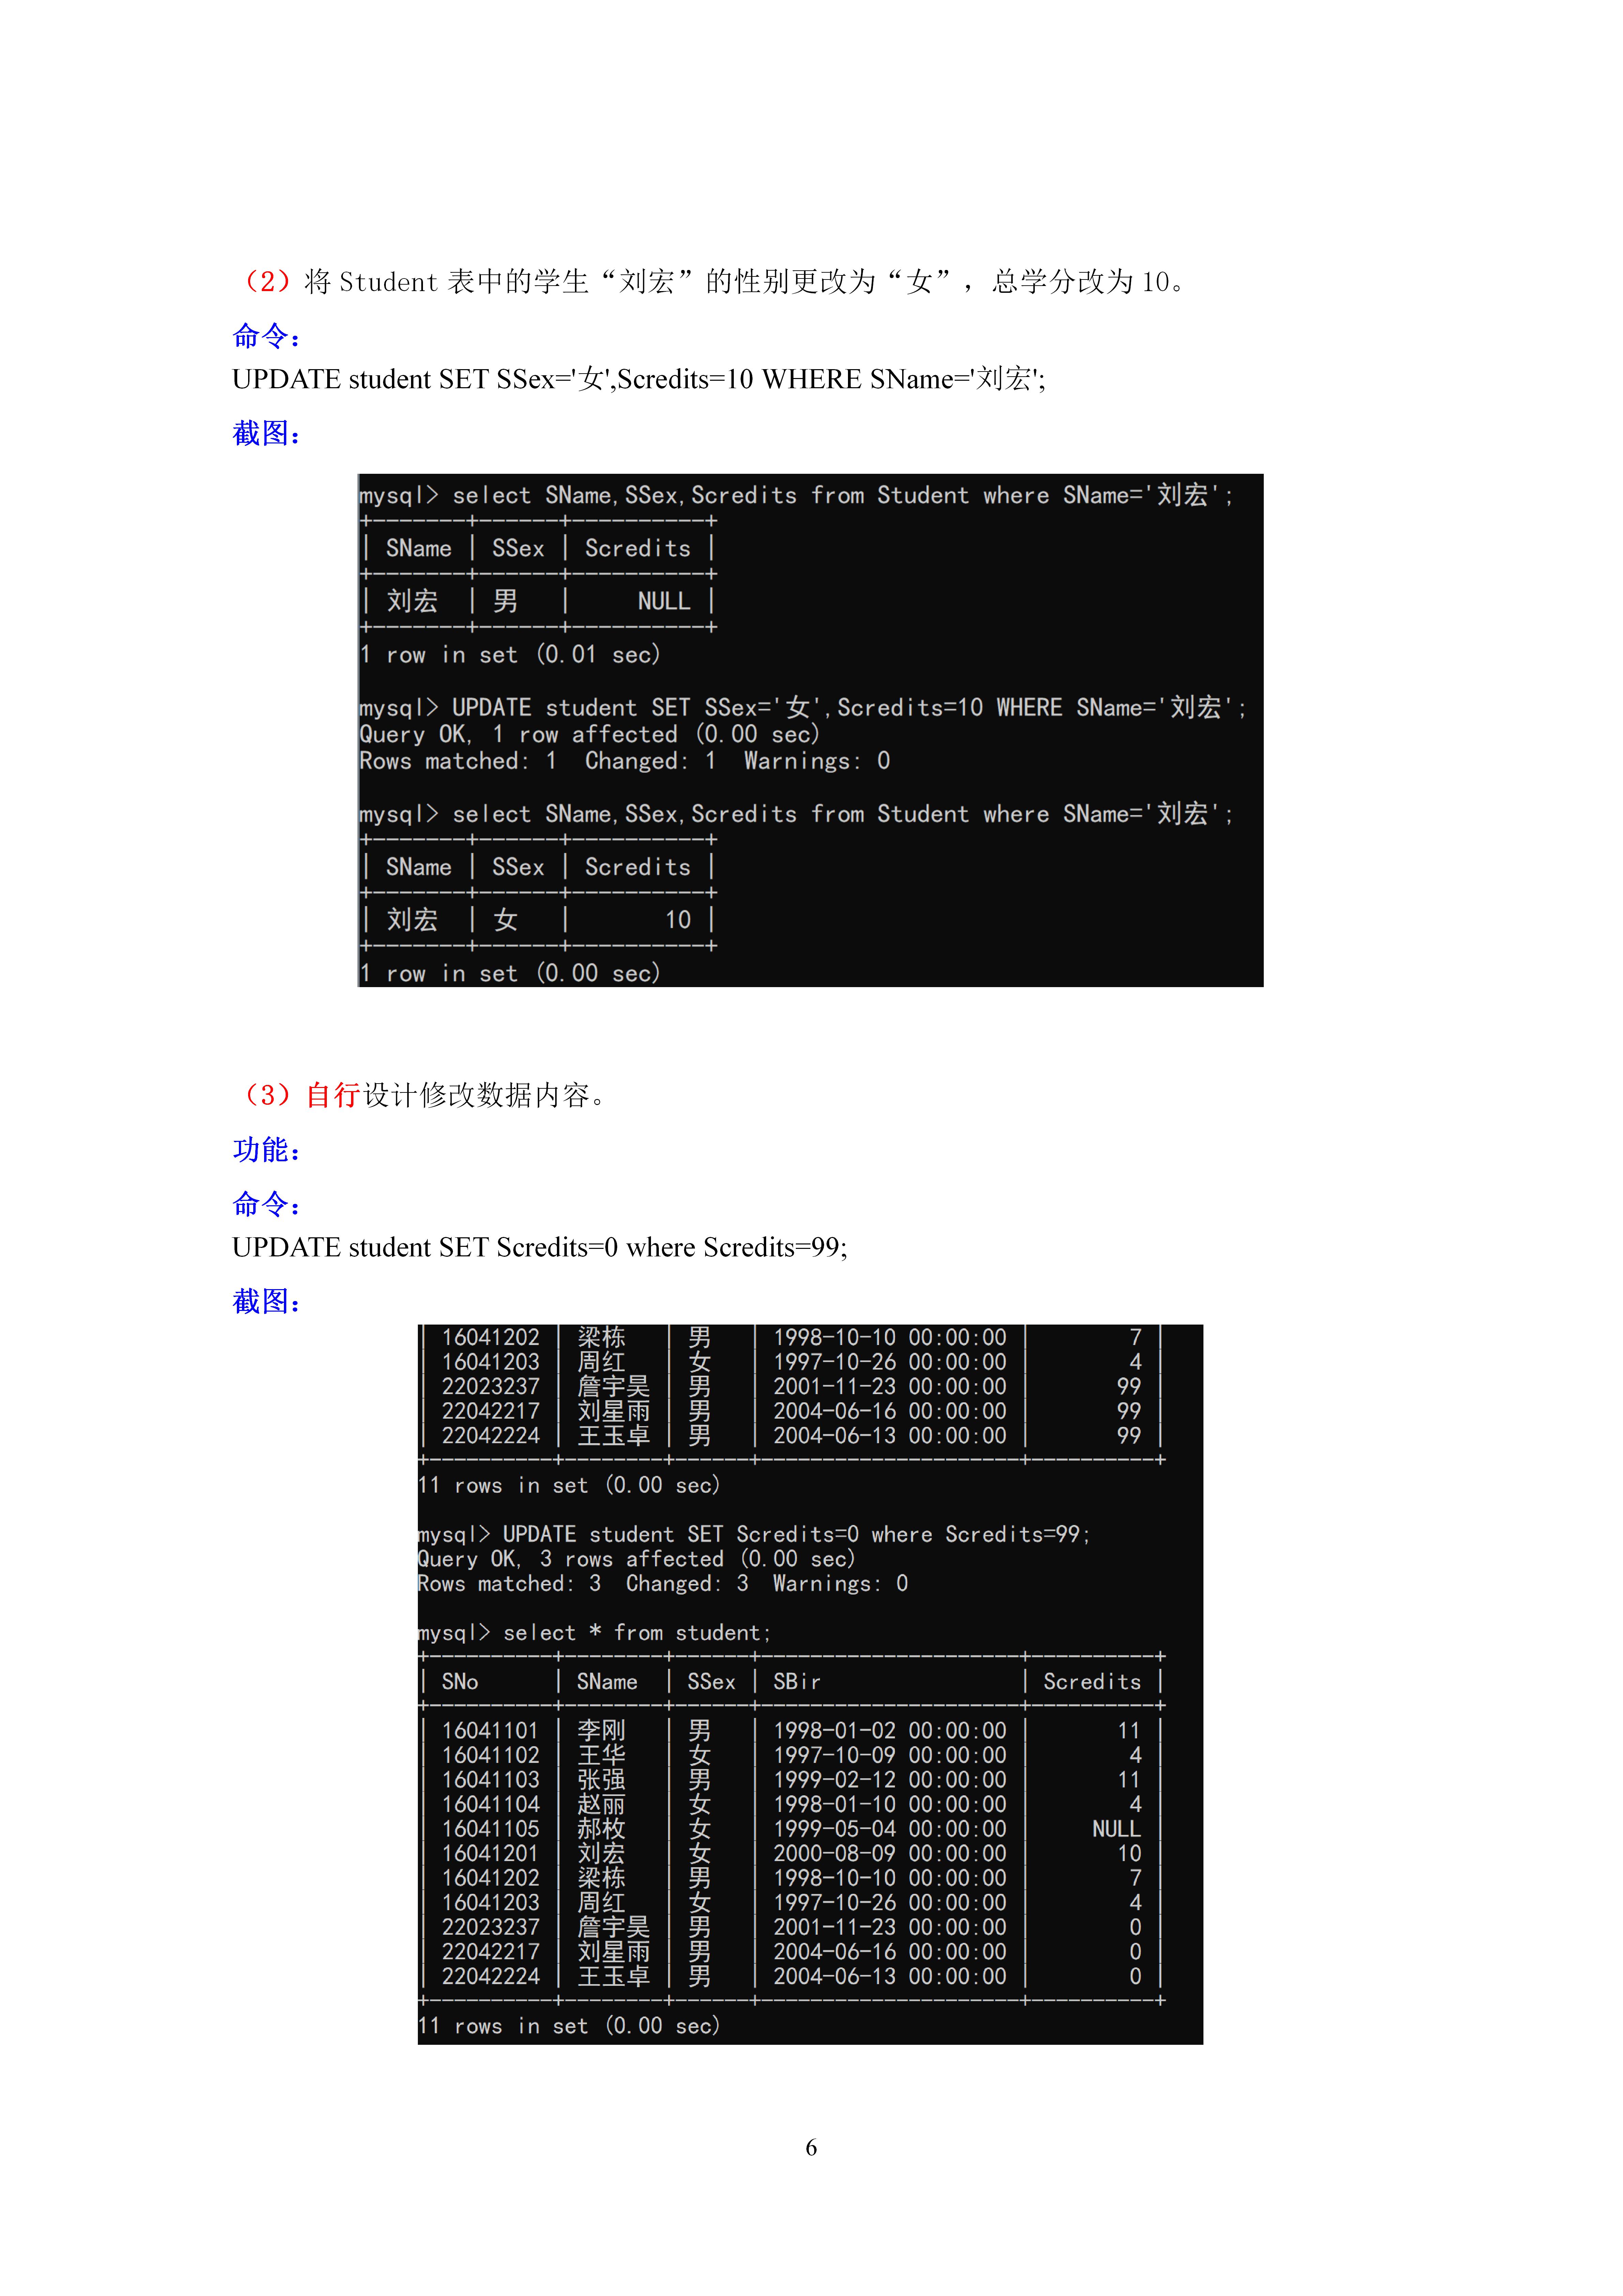 （2）将 Student 表中的学生“刘宏”的性别更改为“女”，总学分改为 10。
命令：
UPDATE student SET SSex='女',Scredits=10 WHERE SName='刘宏';
截图：
mysql> select SName,SSex,Scredits from Student where SName='刘宏';
+-------+------+----------+
| SName | SSex | Scredits |
+-------+------+----------+
| 刘宏  | 男   |     NULL |
+-------+------+----------+
1 row in set (0.01 sec)
mysql> UPDATE student SET SSex='女',Scredits=10 WHERE SName='刘宏';
Query OK, 1 row affected (0.00 sec)
Rows matched: 1  Changed: 1  Warnings: 0
mysql> select SName,SSex,Scredits from Student where SName='刘宏';
+-------+------+----------+
| SName | SSex | Scredits |
+-------+------+----------+
| 刘宏  | 女   |       10 |
+-------+------+----------+
1 row in set (0.00 sec)
（3）自行设计修改数据内容。
功能：
命令：
UPDATE student SET Scredits=0 where Scredits=99;
截图：
| 16041202 | 梁栋   | 男   | 1998-10-10 00:00:00 |        7 |
| 16041203 | 周红   | 女   | 1997-10-26 00:00:00 |        4 |
| 22023237 | 詹宇昊 | 男   | 2001-11-23 00:00:00 |       99 |
| 22042217 | 刘星雨 | 男   | 2004-06-16 00:00:00 |       99 |
| 22042224 | 王玉卓 | 男   | 2004-06-13 00:00:00 |       99 |
+----------+--------+------+---------------------+----------+
11 rows in set (0.00 sec)
mysql> UPDATE student SET Scredits=0 where Scredits=99;
Query OK, 3 rows affected (0.00 sec)
Rows matched: 3  Changed: 3  Warnings: 0
mysql> select * from student;
+----------+--------+------+---------------------+----------+
| SNo      | SName  | SSex | SBir                | Scredits |
+----------+--------+------+---------------------+----------+
| 16041101 | 李刚   | 男   | 1998-01-02 00:00:00 |       11 |
| 16041102 | 王华   | 女   | 1997-10-09 00:00:00 |        4 |
| 16041103 | 张强   | 男   | 1999-02-12 00:00:00 |       11 |
| 16041104 | 赵丽   | 女   | 1998-01-10 00:00:00 |        4 |
| 16041105 | 郝枚   | 女   | 1999-05-04 00:00:00 |     NULL |
| 16041201 | 刘宏   | 女   | 2000-08-09 00:00:00 |       10 |
| 16041202 | 梁栋   | 男   | 1998-10-10 00:00:00 |        7 |
| 16041203 | 周红   | 女   | 1997-10-26 00:00:00 |        4 |
| 22023237 | 詹宇昊 | 男   | 2001-11-23 00:00:00 |        0 |
| 22042217 | 刘星雨 | 男   | 2004-06-16 00:00:00 |        0 |
| 22042224 | 王玉卓 | 男   | 2004-06-13 00:00:00 |        0 |
+----------+--------+------+---------------------+----------+
11 rows in set (0.00 sec)
6